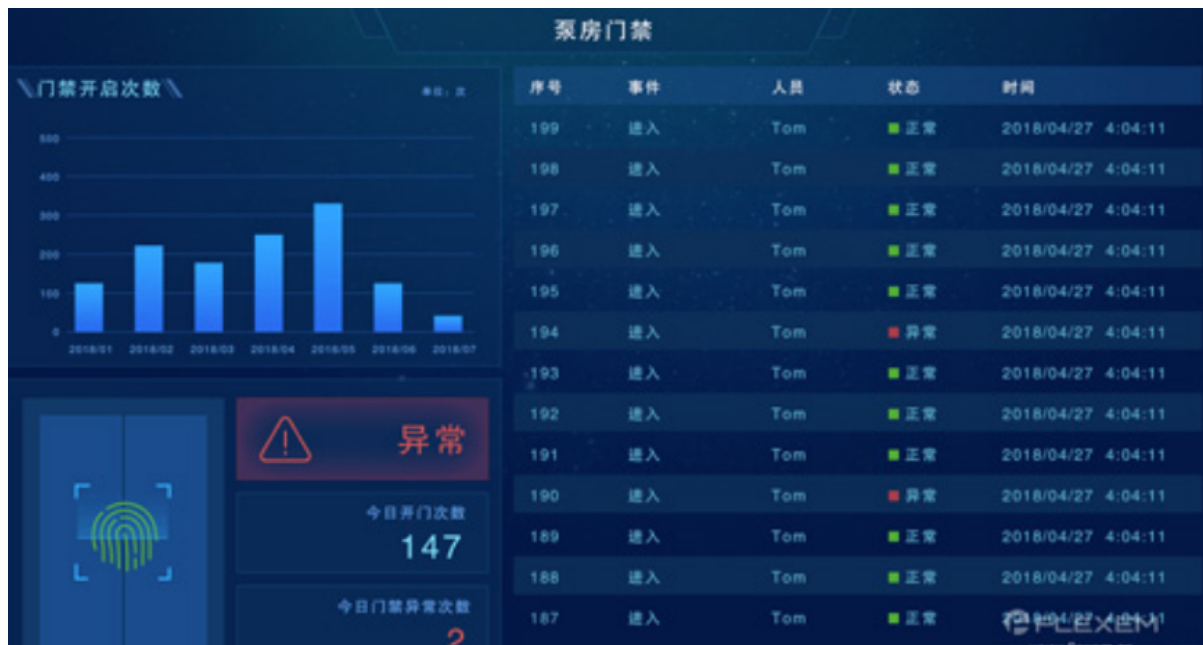 泵房门禁
门禁开启次数
单位：次
500
400
300
200
100
0
2018/01 2018/02 2018/03 2018/04 2018/05 2018/06 2018/07
异常
今日开门次数
147
今日门禁异常次数
2
序号 事件 人员 状态 时间
199 进入 Tom 正常 2018/04/27 4:04:11
198 进入 Tom 正常 2018/04/27 4:04:11
197 进入 Tom 正常 2018/04/27 4:04:11
196 进入 Tom 正常 2018/04/27 4:04:11
195 进入 Tom 正常 2018/04/27 4:04:11
194 进入 Tom 异常 2018/04/27 4:04:11
193 进入 Tom 正常 2018/04/27 4:04:11
192 进入 Tom 正常 2018/04/27 4:04:11
191 进入 Tom 正常 2018/04/27 4:04:11
190 进入 Tom 异常 2018/04/27 4:04:11
189 进入 Tom 正常 2018/04/27 4:04:11
188 进入 Tom 正常 2018/04/27 4:04:11
187 进入 Tom 正常 2018/04/27 4:04:11
FLEXEM